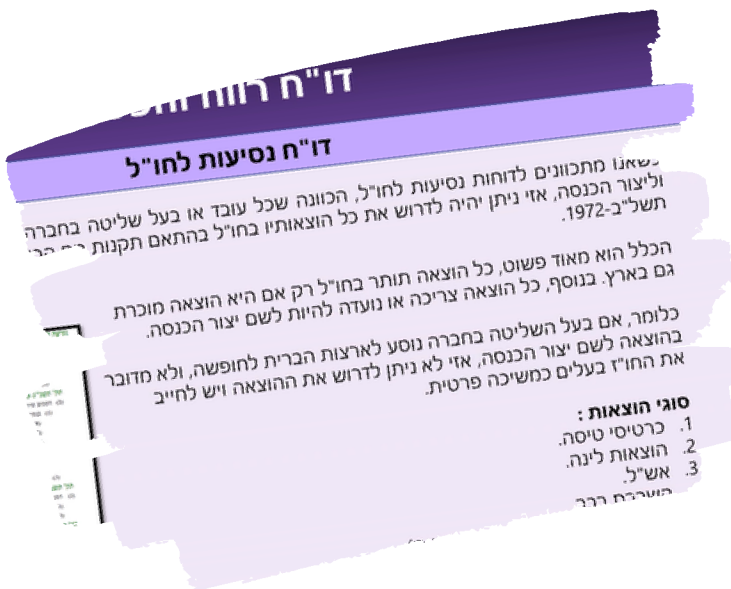 דו"ח רווח
דו"ח נסיעות לחו"ל
כשאנו מתכוונים לדוחות נסיעות לחו"ל, הכוונה שכל עובד או בעל שליטה בחברה
וליצור הכנסה, אזי ניתן יהיה לדרוש את כל הוצאותיו בחו"ל בהתאם תקנות
תשל"ב-1972.
הכלל הוא מאוד פשוט, כל הוצאה תותר בחו"ל רק אם היא הוצאה מוכרת
גם בארץ. בנוסף, כל הוצאה צריכה או נועדה להיות לשם יצור הכנסה.
כלומר, אם בעל השליטה בחברה נוסע לארצות הברית לחופשה, ולא מדובר
בהוצאה לשם יצור הכנסה, אזי לא ניתן לדרוש את ההוצאה ויש לחייב
את החו"ז בעלים כמשיכה פרטית.
סוגי הוצאות :
1. כרטיסי טיסה.
2. הוצאות לינה.
3. אש"ל.
השכרת רכב